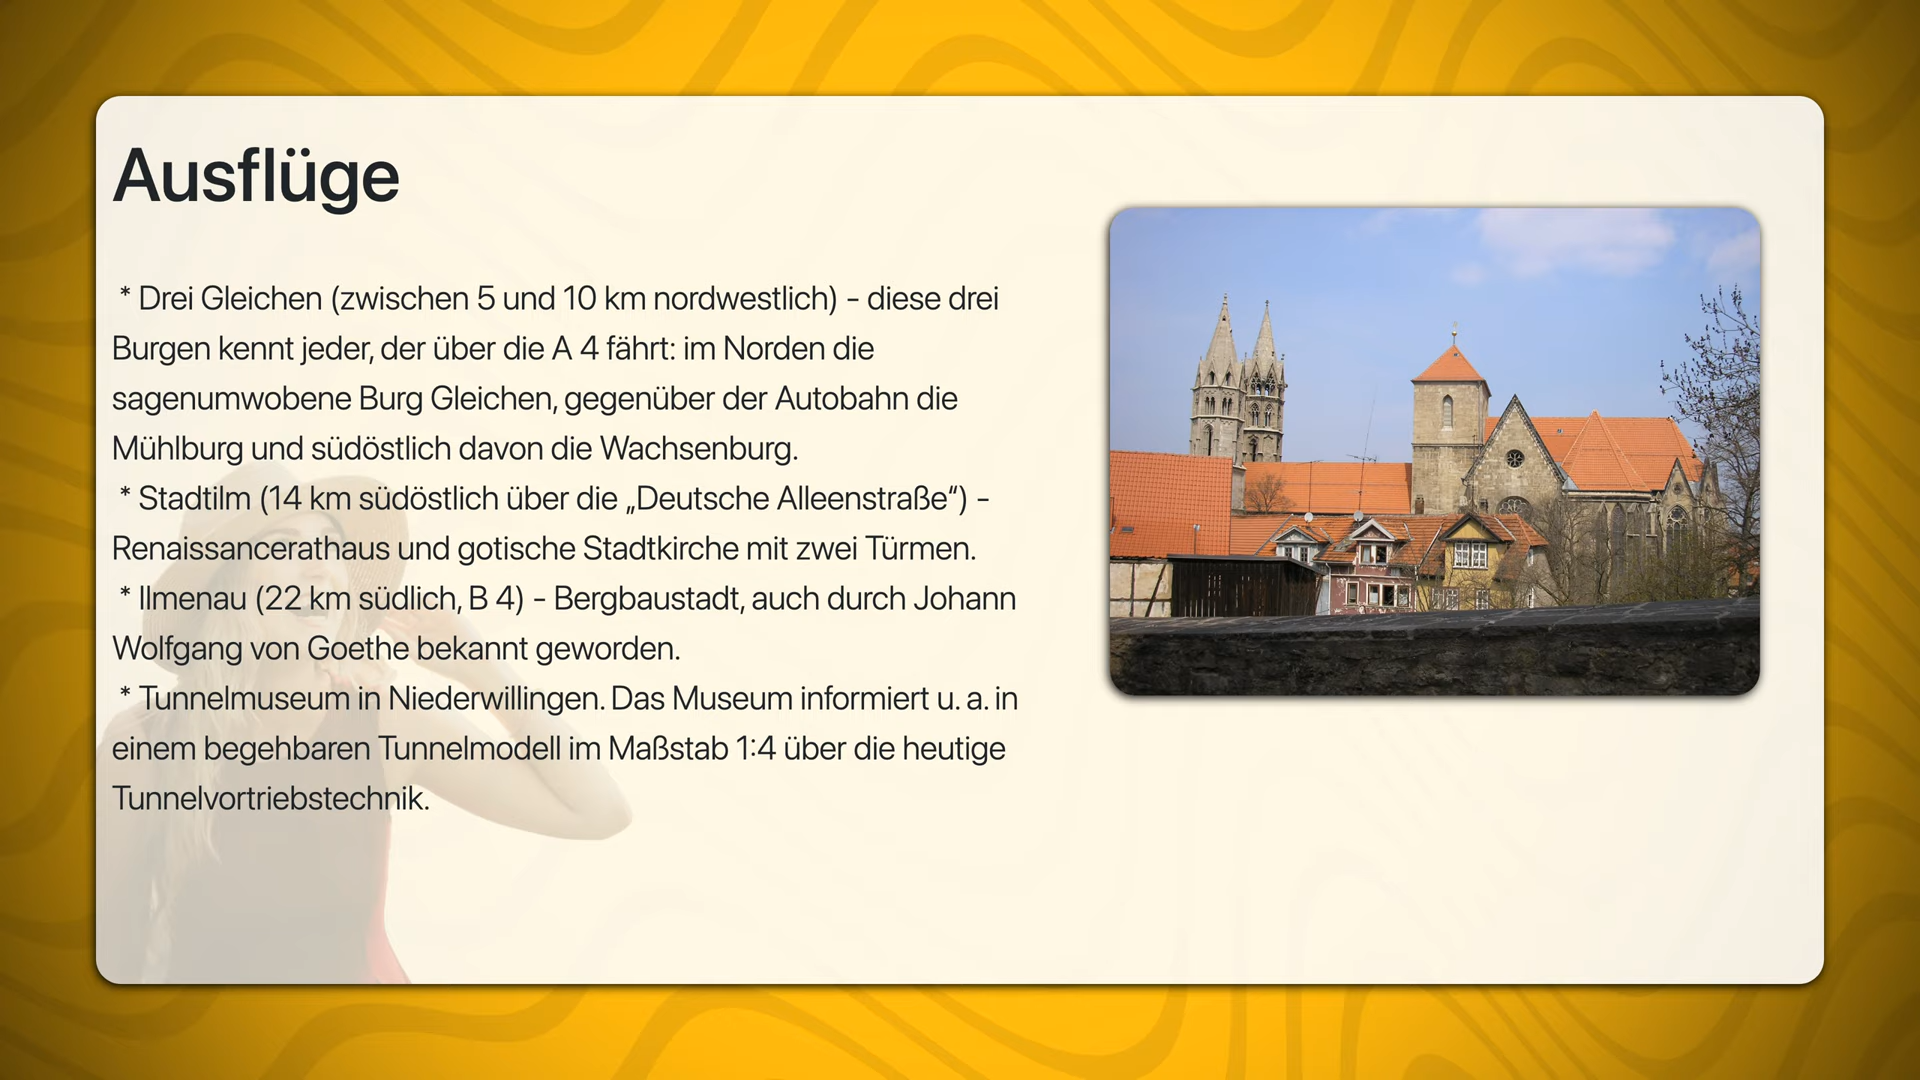 Ausflüge
* Drei Gleichen (zwischen 5 und 10 km nordwestlich) - diese drei
Burgen kennt jeder, der über die A 4 fährt: im Norden die
sagenumwobene Burg Gleichen, gegenüber der Autobahn die
Mühlburg und südöstlich davon die Wachsenburg.
* Stadtilm (14 km südöstlich über die „Deutsche Alleenstraße“) -
Renaissancerathaus und gotische Stadtkirche mit zwei Türmen.
* Ilmenau (22 km südlich, B 4) - Bergbaustadt, auch durch Johann
Wolfgang von Goethe bekannt geworden.
* Tunnelmuseum in Niederwillingen. Das Museum informiert u. a. in
einem begehbaren Tunnelmodell im Maßstab 1:4 über die heutige
Tunnelvortriebstechnik.